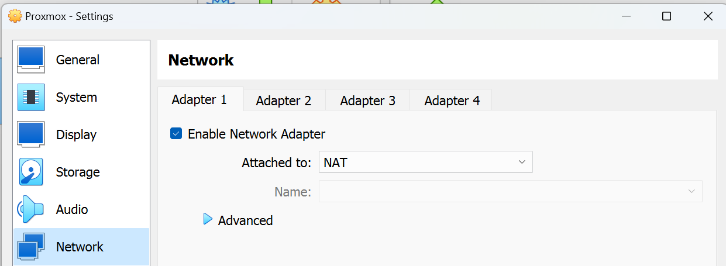 Proxmox - Settings
General
System
Display
Storage
Audio
Network
Network
Adapter 1 Adapter 2 Adapter 3 Adapter 4
Enable Network Adapter
Attached to: NAT
Name:
Advanced